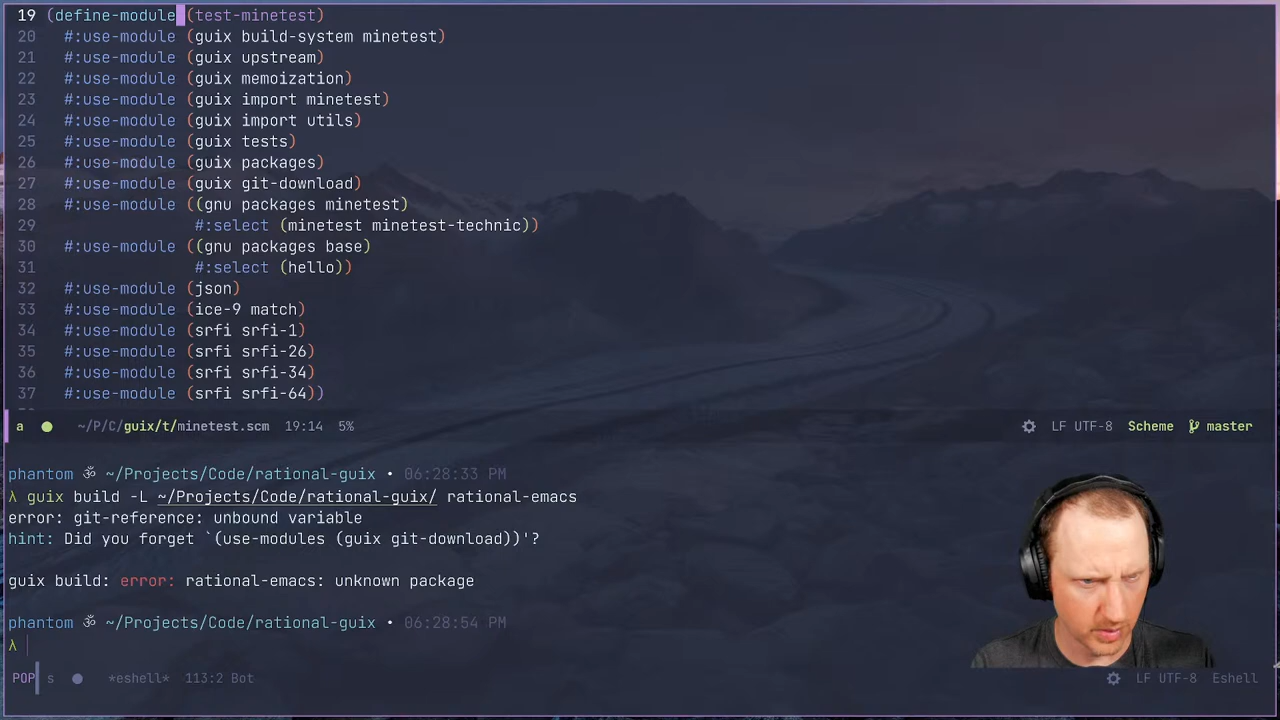 19 (define-module (test-minetest)
20 #:use-module (guix build-system minetest)
21 #:use-module (guix upstream)
22 #:use-module (guix memoization)
23 #:use-module (guix import minetest)
24 #:use-module (guix import utils)
25 #:use-module (guix tests)
26 #:use-module (guix packages)
27 #:use-module (guix git-download)
28 #:use-module ((gnu packages minetest)
29 #:select (minetest minetest-technic))
30 #:use-module ((gnu packages base)
31 #:select (hello))
32 #:use-module (json)
33 #:use-module (ice-9 match)
34 #:use-module (srfi srfi-1)
35 #:use-module (srfi srfi-26)
36 #:use-module (srfi srfi-34)
37 #:use-module (srfi srfi-64))
a ● ~/P/C/guix/t/minetest.scm 19:14 5% LF UTF-8 Scheme master
phantom ॐ ~/Projects/Code/rational-guix • 06:28:33 PM
λ guix build -L ~/Projects/Code/rational-guix/ rational-emacs
error: git-reference: unbound variable
hint: Did you forget `(use-modules (guix git-download))'?
guix build: error: rational-emacs: unknown package
phantom ॐ ~/Projects/Code/rational-guix • 06:28:54 PM
λ
POP s ● *eshell* 113:2 Bot LF UTF-8 Eshell